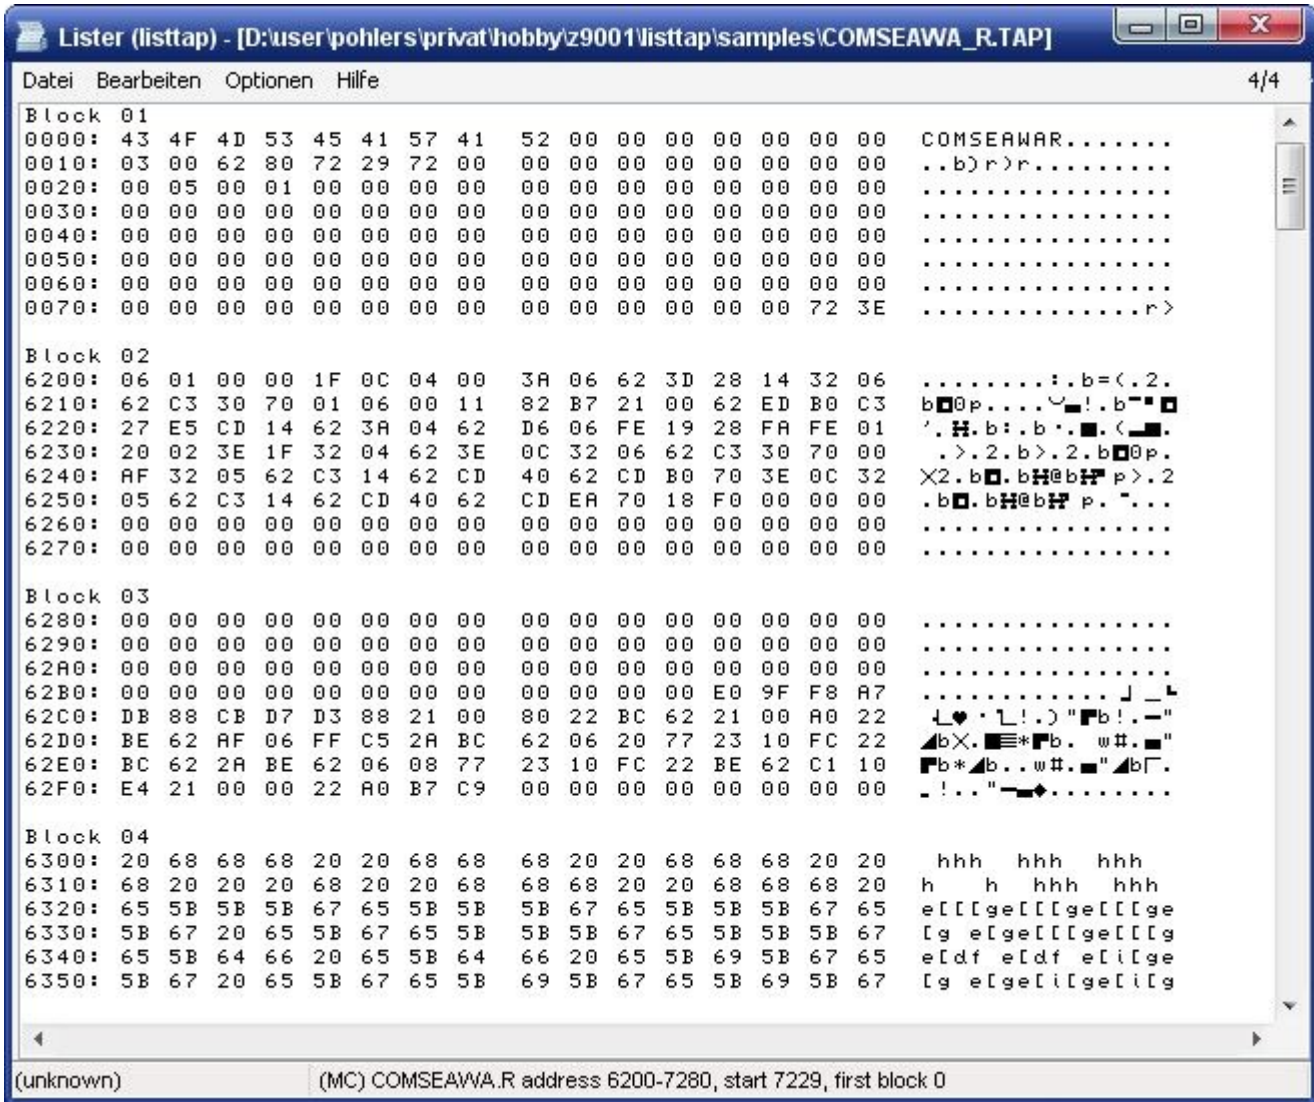 Lister (listtap) - [D:\user\pohlers\privat\hobby\z9001\listtap\samples\COMSEAWA_R.TAP]
Datei Bearbeiten Optionen Hilfe 4/4
Block 01
0000: 43 4F 4D 53 45 41 57 41 52 00 00 00 00 00 00 00 COMSEAWAR.......
0010: 03 00 62 80 72 29 72 00 00 00 00 00 00 00 00 00 ..b)r)r.........
0020: 00 05 00 01 00 00 00 00 00 00 00 00 00 00 00 00 ................
0030: 00 00 00 00 00 00 00 00 00 00 00 00 00 00 00 00 ................
0040: 00 00 00 00 00 00 00 00 00 00 00 00 00 00 00 00 ................
0050: 00 00 00 00 00 00 00 00 00 00 00 00 00 00 00 00 ................
0060: 00 00 00 00 00 00 00 00 00 00 00 00 00 00 00 00 ................
0070: 00 00 00 00 00 00 00 00 00 00 00 00 00 00 72 3E ..............r>
Block 02
6200: 06 01 00 00 1F 0C 04 00 3A 06 62 3D 28 14 32 06 ........:.b=(.2.
6210: 62 C3 30 70 01 06 00 11 82 B7 21 00 62 ED B0 C3
6220: 27 E5 CD 14 62 3A 04 62 D6 06 FE 19 28 FA FE 01
6230: 20 02 3E 1F 32 04 62 3E 0C 32 06 62 C3 30 70 00
6240: AF 32 05 62 C3 14 62 CD 40 62 CD B0 70 3E 0C 32
6250: 05 62 C3 14 62 CD 40 62 CD EA 70 18 F0 00 00 00
6260: 00 00 00 00 00 00 00 00 00 00 00 00 00 00 00 00 ................
6270: 00 00 00 00 00 00 00 00 00 00 00 00 00 00 00 00 ................
Block 03
6280: 00 00 00 00 00 00 00 00 00 00 00 00 00 00 00 00 ................
6290: 00 00 00 00 00 00 00 00 00 00 00 00 00 00 00 00 ................
62A0: 00 00 00 00 00 00 00 00 00 00 00 00 00 00 00 00 ................
62B0: 00 00 00 00 00 00 00 00 00 00 00 00 E0 9F F8 A7
62C0: DB 88 CB D7 D3 88 21 00 80 22 BC 62 21 00 A0 22
62D0: BE 62 AF 06 FF C5 2A BC 62 06 20 77 23 10 FC 22
62E0: BC 62 2A BE 62 06 08 77 23 10 FC 22 BE 62 C1 10
62F0: E4 21 00 00 22 A0 B7 C9 00 00 00 00 00 00 00 00
Block 04
6300: 20 68 68 68 20 20 68 68 68 20 20 68 68 68 20 20  hhh  hhh  hhh
6310: 68 20 20 20 68 20 20 68 68 68 20 20 68 68 68 20 h   h  hhh  hhh
6320: 65 5B 5B 5B 67 65 5B 5B 5B 67 65 5B 5B 5B 67 65 e[[[ge[[[ge[[[ge
6330: 5B 67 20 65 5B 67 65 5B 5B 5B 67 65 5B 5B 5B 67 [g e[ge[[[ge[[[g
6340: 65 5B 64 66 20 65 5B 64 66 20 65 5B 69 5B 67 65 e[df e[df e[i[ge
6350: 5B 67 20 65 5B 67 65 5B 69 5B 67 65 5B 69 5B 67 [g e[ge[i[ge[i[g
(unknown) (MC) COMSEAWA.R address 6200-7280, start 7229, first block 0